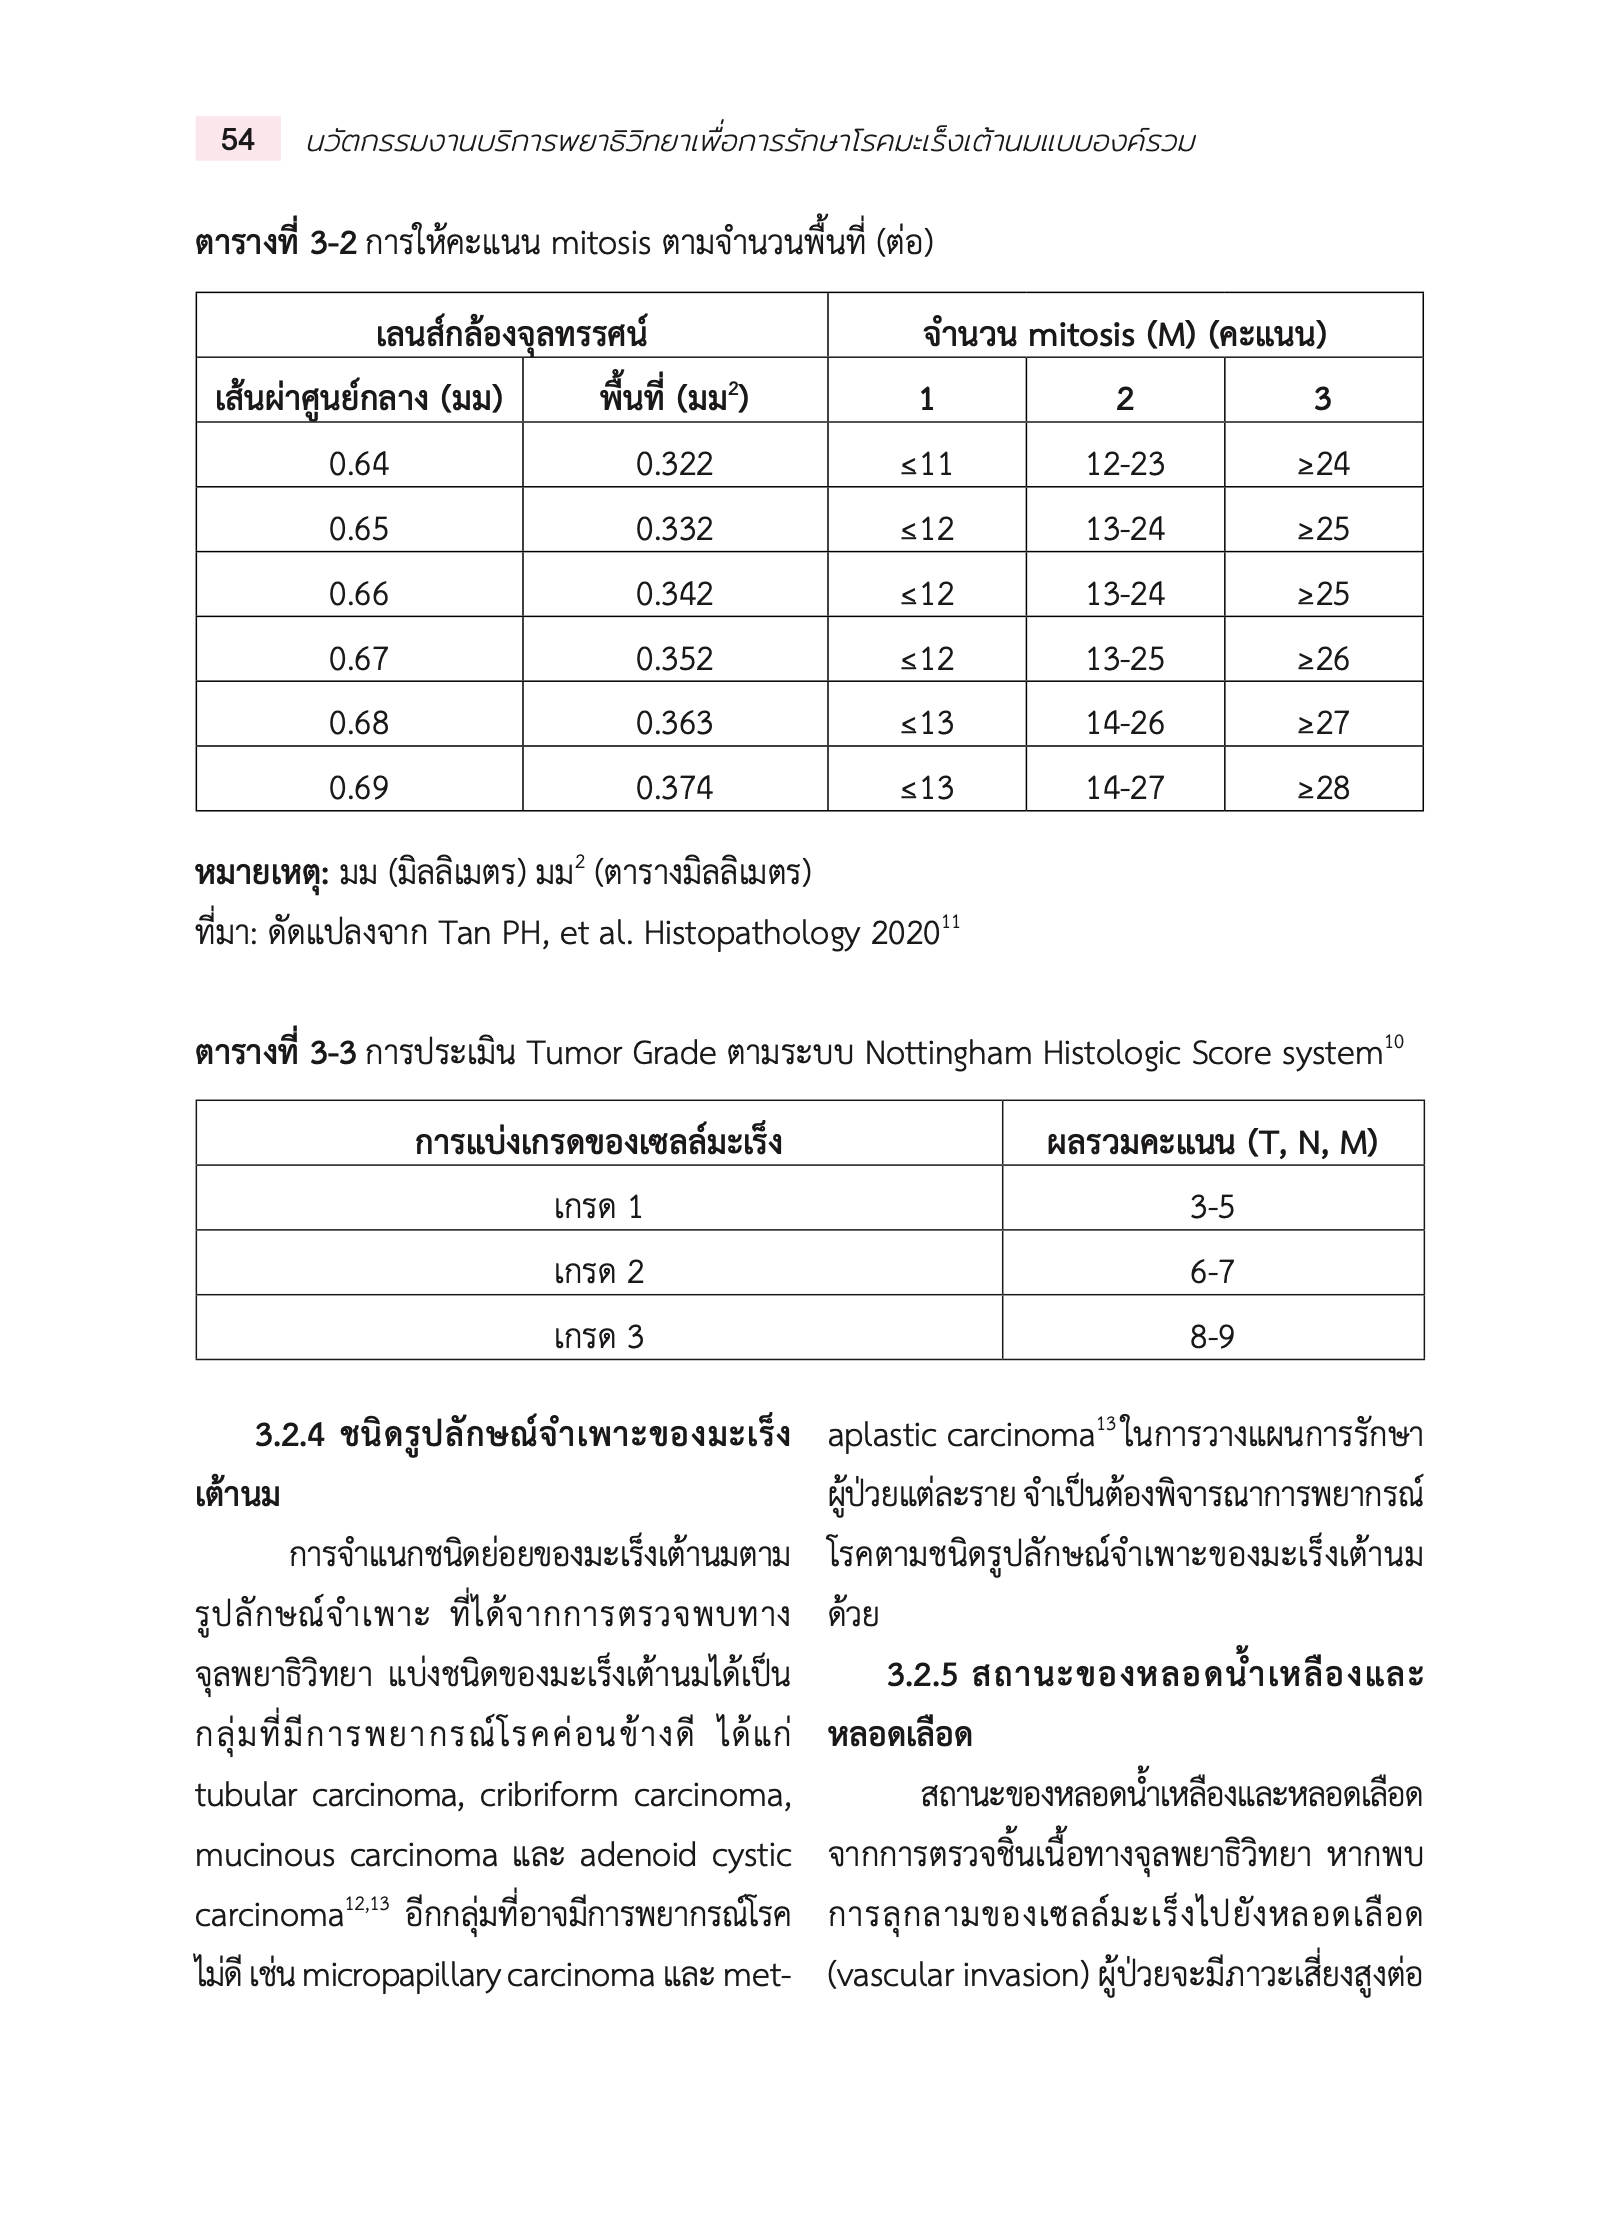 54 นวัตกรรมงานบริการพยาธิวิทยาเพื่อการรักษาโรคมะเร็งเต้านมแบบองค์รวม
ตารางที่ 3-2 การให้คะแนน mitosis ตามจำนวนพื้นที่ (ต่อ)
เลนส์กล้องจุลทรรศน์ จำนวน mitosis (M) (คะแนน)
เส้นผ่าศูนย์กลาง (มม) พื้นที่ (มม²) 1 2 3
0.64 0.322 ≤11 12-23 ≥24
0.65 0.332 ≤12 13-24 ≥25
0.66 0.342 ≤12 13-24 ≥25
0.67 0.352 ≤12 13-25 ≥26
0.68 0.363 ≤13 14-26 ≥27
0.69 0.374 ≤13 14-27 ≥28
หมายเหตุ: มม (มิลลิเมตร) มม² (ตารางมิลลิเมตร)
ที่มา: ดัดแปลงจาก Tan PH, et al. Histopathology 2020¹¹
ตารางที่ 3-3 การประเมิน Tumor Grade ตามระบบ Nottingham Histologic Score system¹⁰
การแบ่งเกรดของเซลล์มะเร็ง ผลรวมคะแนน (T, N, M)
เกรด 1 3-5
เกรด 2 6-7
เกรด 3 8-9
3.2.4 ชนิดรูปลักษณ์จำเพาะของมะเร็ง
เต้านม
การจำแนกชนิดย่อยของมะเร็งเต้านมตาม
รูปลักษณ์จำเพาะ ที่ได้จากการตรวจพบทาง
จุลพยาธิวิทยา แบ่งชนิดของมะเร็งเต้านมได้เป็น
กลุ่มที่มีการพยากรณ์โรคค่อนข้างดี ได้แก่
tubular carcinoma, cribriform carcinoma,
mucinous carcinoma และ adenoid cystic
carcinoma¹²,¹³ อีกกลุ่มที่อาจมีการพยากรณ์โรค
ไม่ดี เช่น micropapillary carcinoma และ met-
aplastic carcinoma¹³ ในการวางแผนการรักษา
ผู้ป่วยแต่ละราย จำเป็นต้องพิจารณาการพยากรณ์
โรคตามชนิดรูปลักษณ์จำเพาะของมะเร็งเต้านม
ด้วย
3.2.5 สถานะของหลอดน้ำเหลืองและ
หลอดเลือด
สถานะของหลอดน้ำเหลืองและหลอดเลือด
จากการตรวจชิ้นเนื้อทางจุลพยาธิวิทยา หากพบ
การลุกลามของเซลล์มะเร็งไปยังหลอดเลือด
(vascular invasion) ผู้ป่วยจะมีภาวะเสี่ยงสูงต่อ